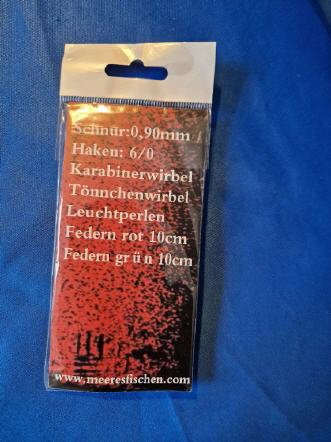 Schnur:0,90mm
Haken: 6/0
Karabinerwirbel
Tönnchenwirbel
Leuchtperlen
Federn rot 10cm
Federn grün 10cm
www.meeresfischen.com